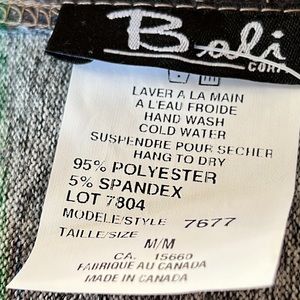 Bali
CORP
LAVER A LA MAIN
A L'EAU FROIDE
HAND WASH
COLD WATER
SUSPENDRE POUR SECHER
HANG TO DRY
95% POLYESTER
5% SPANDEX
LOT 7804
MODELE/STYLE 7677
TAILLE/SIZE
M/M
CA. 15660
FABRIQUE AU CANADA
MADE IN CANADA